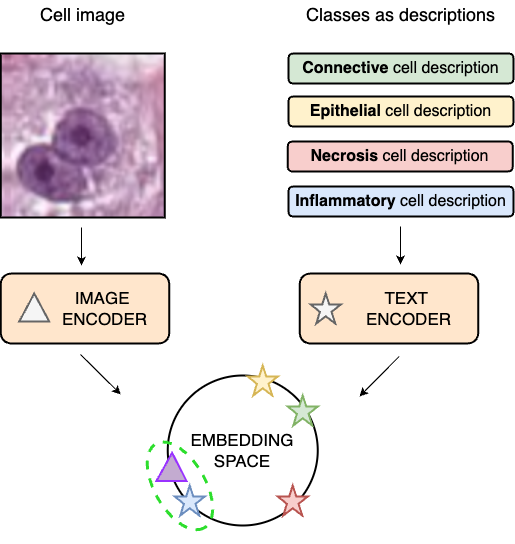 Cell image
Classes as descriptions
Connective cell description
Epithelial cell description
Necrosis cell description
Inflammatory cell description
IMAGE
ENCODER
TEXT
ENCODER
EMBEDDING
SPACE